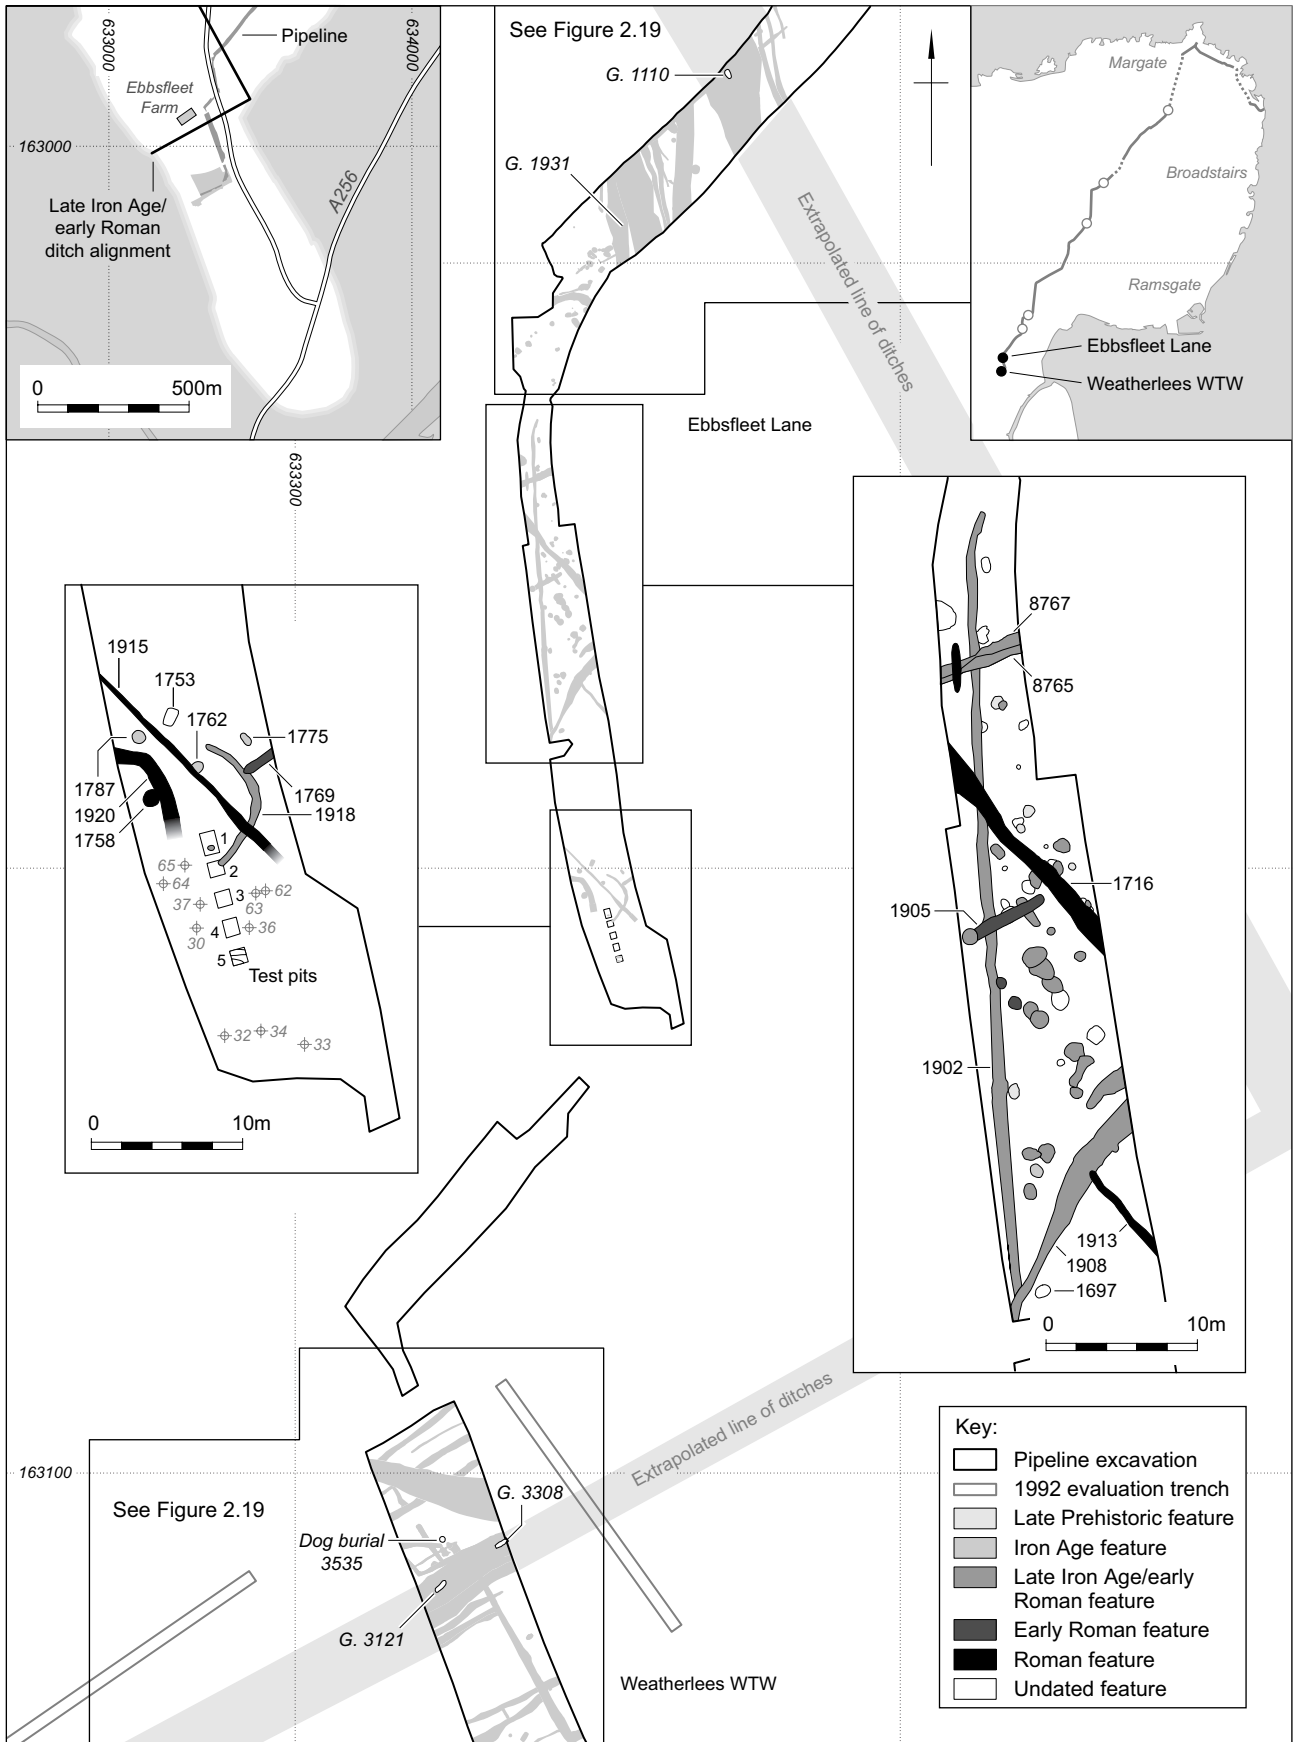 633000
634000
Pipeline
Ebbsfleet
Farm
163000
Late Iron Age/
early Roman
ditch alignment
A256
0 500m
See Figure 2.19
G. 1110
G. 1931
Extrapolated line of ditches
Ebbsfleet Lane
Margate
Broadstairs
Ramsgate
Ebbsfleet Lane
Weatherlees WTW
633300
1915
1753
1762
1775
1787
1920
1758
1769
1918
1
2
3
4
5
65
64
37
30
62
63
36
Test pits
32
34
33
0 10m
8767
8765
1716
1905
1902
1913
1908
1697
0 10m
163100
See Figure 2.19
Dog burial
3535
G. 3308
G. 3121
Extrapolated line of ditches
Weatherlees WTW
Key:
Pipeline excavation
1992 evaluation trench
Late Prehistoric feature
Iron Age feature
Late Iron Age/early
Roman feature
Early Roman feature
Roman feature
Undated feature